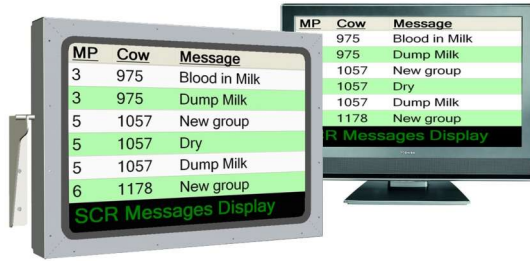 MP Cow Message
3 975 Blood in Milk
3 975 Dump Milk
5 1057 New group
5 1057 Dry
5 1057 Dump Milk
6 1178 New group
SCR Messages Display
MP Cow Message
975 Blood in Milk
975 Dump Milk
1057 New group
1057 Dry
1057 Dump Milk
1178 New group
R Messages Display